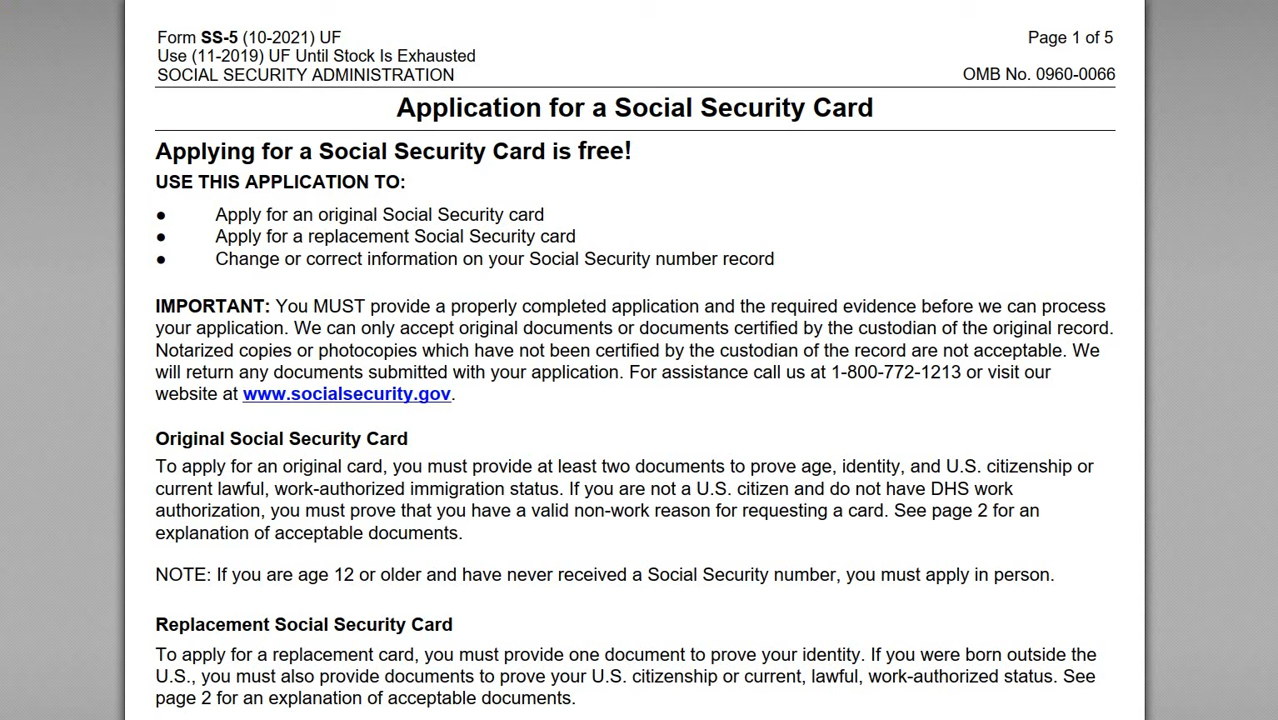 Form SS-5 (10-2021) UF
Page 1 of 5
Use (11-2019) UF Until Stock Is Exhausted
SOCIAL SECURITY ADMINISTRATION
OMB No. 0960-0066
Application for a Social Security Card
Applying for a Social Security Card is free!
USE THIS APPLICATION TO:
● Apply for an original Social Security card
● Apply for a replacement Social Security card
● Change or correct information on your Social Security number record
IMPORTANT: You MUST provide a properly completed application and the required evidence before we can process
your application. We can only accept original documents or documents certified by the custodian of the original record.
Notarized copies or photocopies which have not been certified by the custodian of the record are not acceptable. We
will return any documents submitted with your application. For assistance call us at 1-800-772-1213 or visit our
website at www.socialsecurity.gov.
Original Social Security Card
To apply for an original card, you must provide at least two documents to prove age, identity, and U.S. citizenship or
current lawful, work-authorized immigration status. If you are not a U.S. citizen and do not have DHS work
authorization, you must prove that you have a valid non-work reason for requesting a card. See page 2 for an
explanation of acceptable documents.
NOTE: If you are age 12 or older and have never received a Social Security number, you must apply in person.
Replacement Social Security Card
To apply for a replacement card, you must provide one document to prove your identity. If you were born outside the
U.S., you must also provide documents to prove your U.S. citizenship or current, lawful, work-authorized status. See
page 2 for an explanation of acceptable documents.